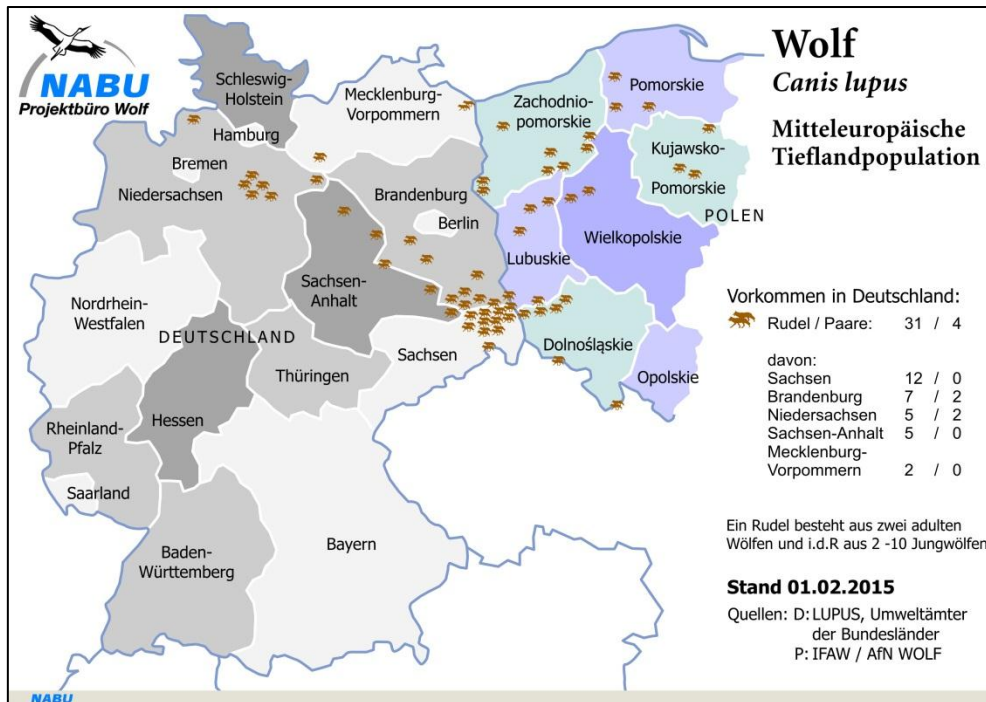 NABU
Projektbüro Wolf
Wolf
Canis lupus
Mitteleuropäische
Tieflandpopulation
Schleswig-
Holstein
Hamburg
Mecklenburg-
Vorpommern
Bremen
Niedersachsen
Brandenburg
Berlin
Sachsen-
Anhalt
Nordrhein-
Westfalen
DEUTSCHLAND
Hessen
Thüringen
Sachsen
Rheinland-
Pfalz
Saarland
Baden-
Württemberg
Bayern
Zachodnio-
pomorskie
Pomorskie
Kujawsko-
Pomorskie
POLEN
Wielkopolskie
Lubuskie
Dolnośląskie
Opolskie
Vorkommen in Deutschland:
Rudel / Paare: 31 / 4
davon:
Sachsen 12 / 0
Brandenburg 7 / 2
Niedersachsen 5 / 2
Sachsen-Anhalt 5 / 0
Mecklenburg-
Vorpommern 2 / 0
Ein Rudel besteht aus zwei adulten
Wölfen und i.d.R aus 2 -10 Jungwölfen
Stand 01.02.2015
Quellen: D: LUPUS, Umweltämter
der Bundesländer
P: IFAW / AfN WOLF
NABU